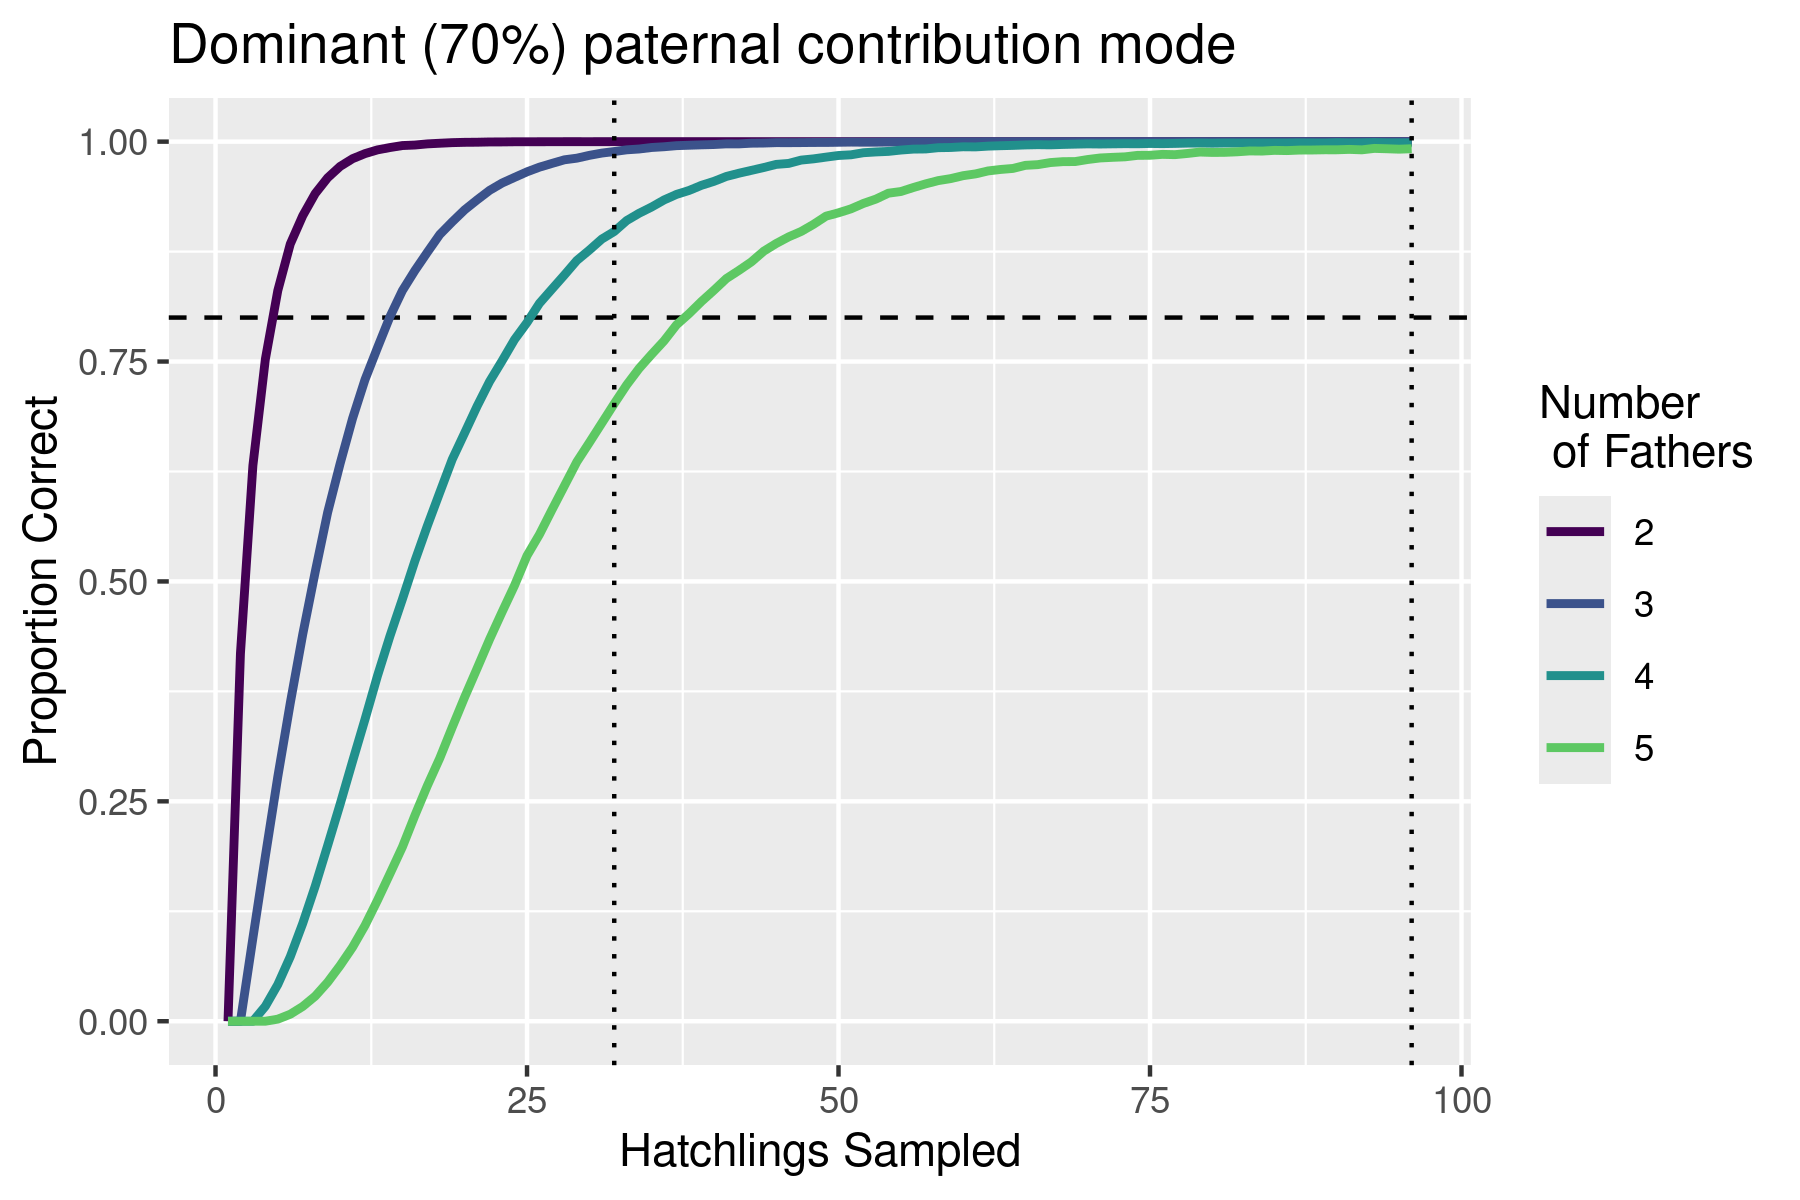 Dominant (70%) paternal contribution mode
Proportion Correct
1.00
0.75
0.50
0.25
0.00
0 25 50 75 100
Hatchlings Sampled
Number
of Fathers
2
3
4
5